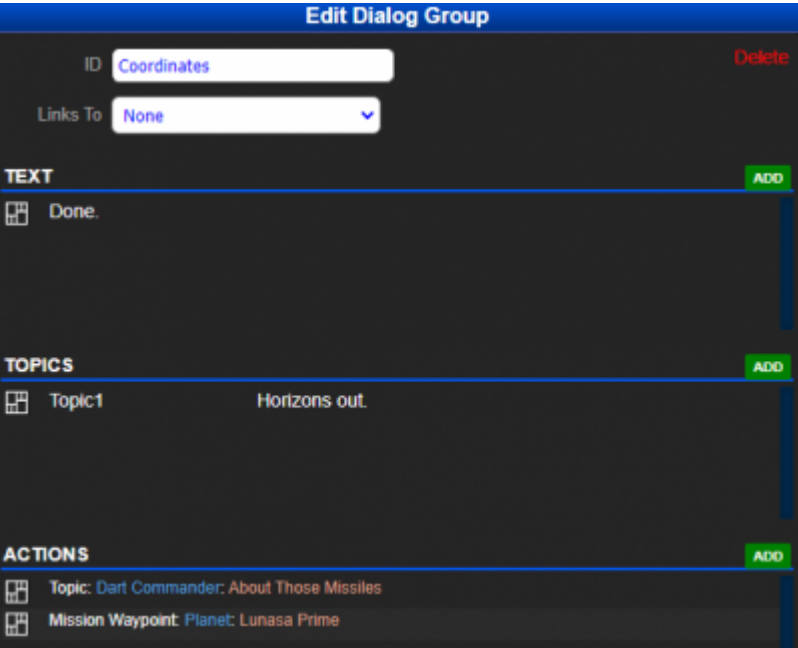 Edit Dialog Group
ID Coordinates Delete
Links To None
TEXT ADD
Done.
TOPICS ADD
Topic1 Horizons out.
ACTIONS ADD
Topic: Dart Commander: About Those Missiles
Mission Waypoint: Planet: Lunasa Prime